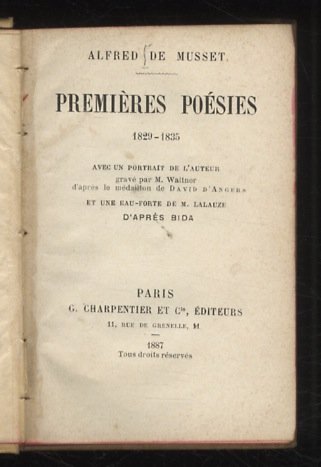 ALFRED DE MUSSET.
PREMIÈRES POÉSIES
1829-1835
AVEC UN PORTRAIT DE L'AUTEUR
gravé par M. Waltner
d'après le médaillon de DAVID D'ANGERS
ET UNE EAU-FORTE DE M. LALAUZE
D'APRÈS BIDA
PARIS
G. CHARPENTIER ET Cie, ÉDITEURS
11, RUE DE GRENELLE, 11
1887
Tous droits réservés